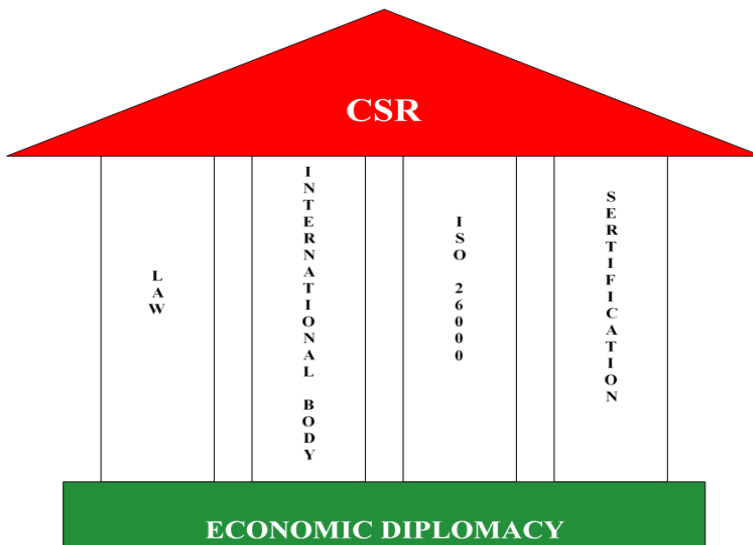 CSR
LAW
INTERNATIONAL BODY
ISO 26000
SERTIFICATION
ECONOMIC DIPLOMACY